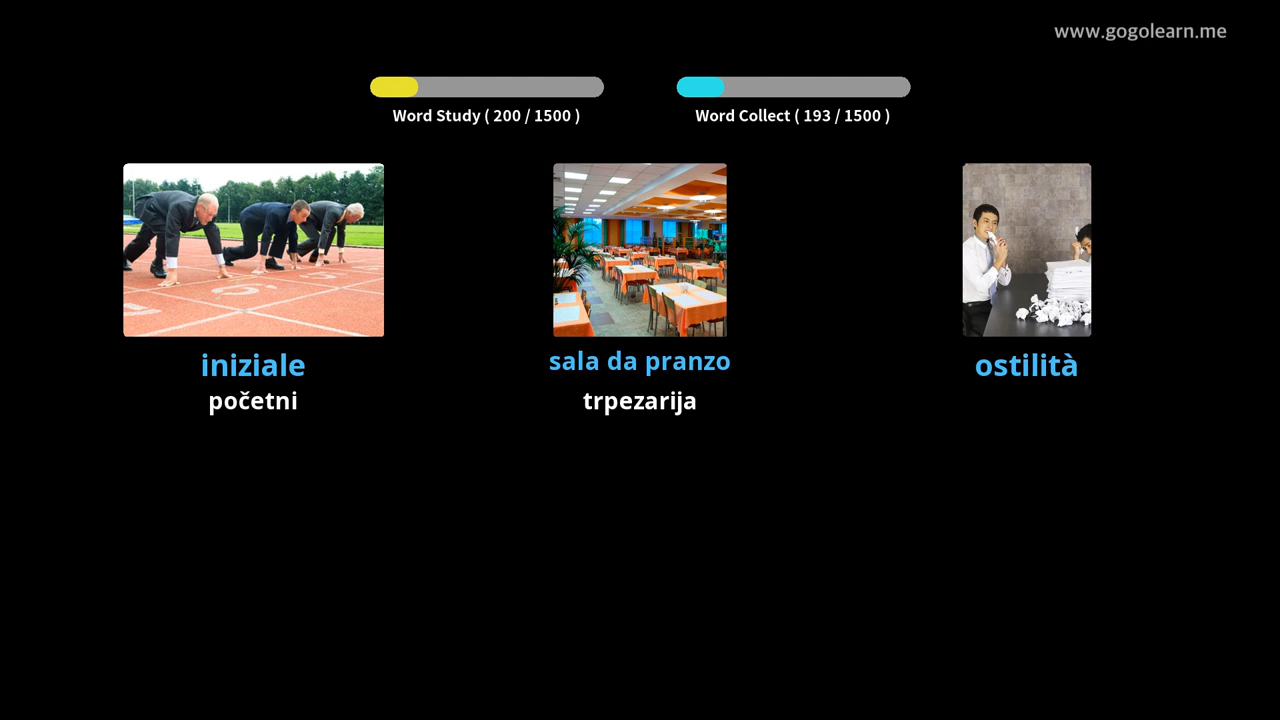 www.gogolearn.me
Word Study ( 200 / 1500 )
Word Collect ( 193 / 1500 )
iniziale
početni
sala da pranzo
trpezarija
ostilità